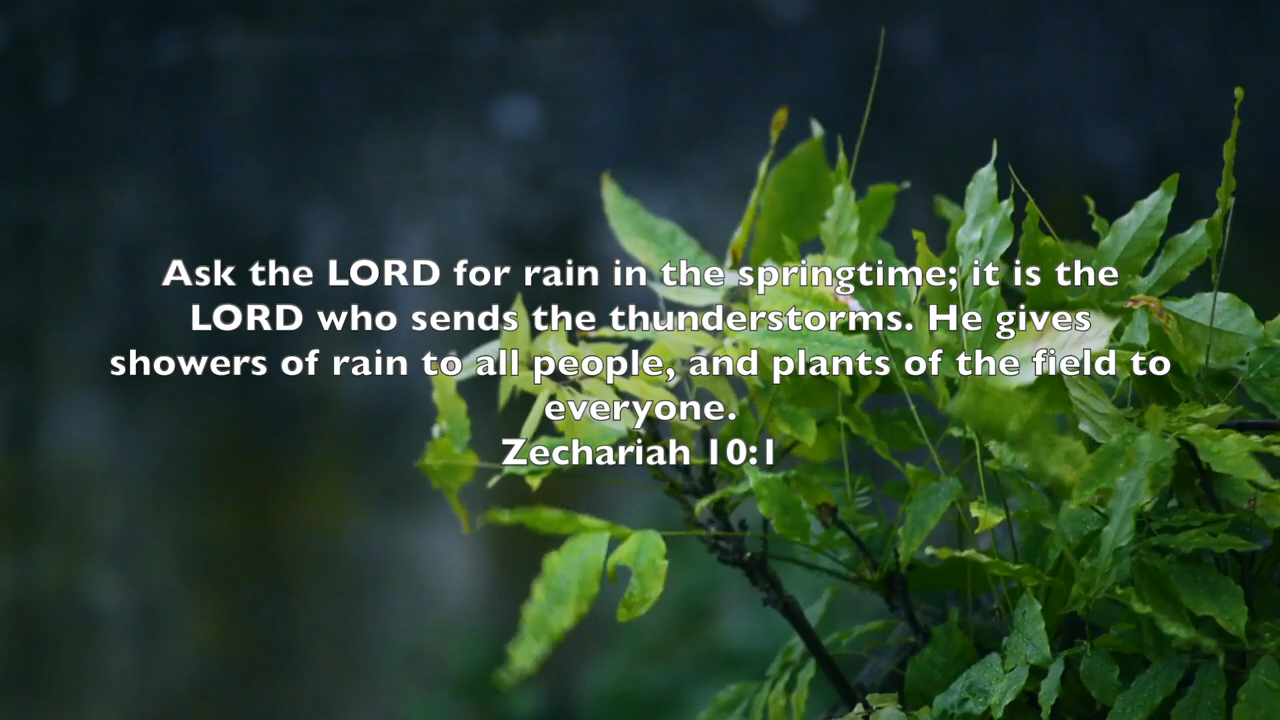 Ask the LORD for rain in the springtime; it is the
LORD who sends the thunderstorms. He gives
showers of rain to all people, and plants of the field to
everyone.
Zechariah 10:1